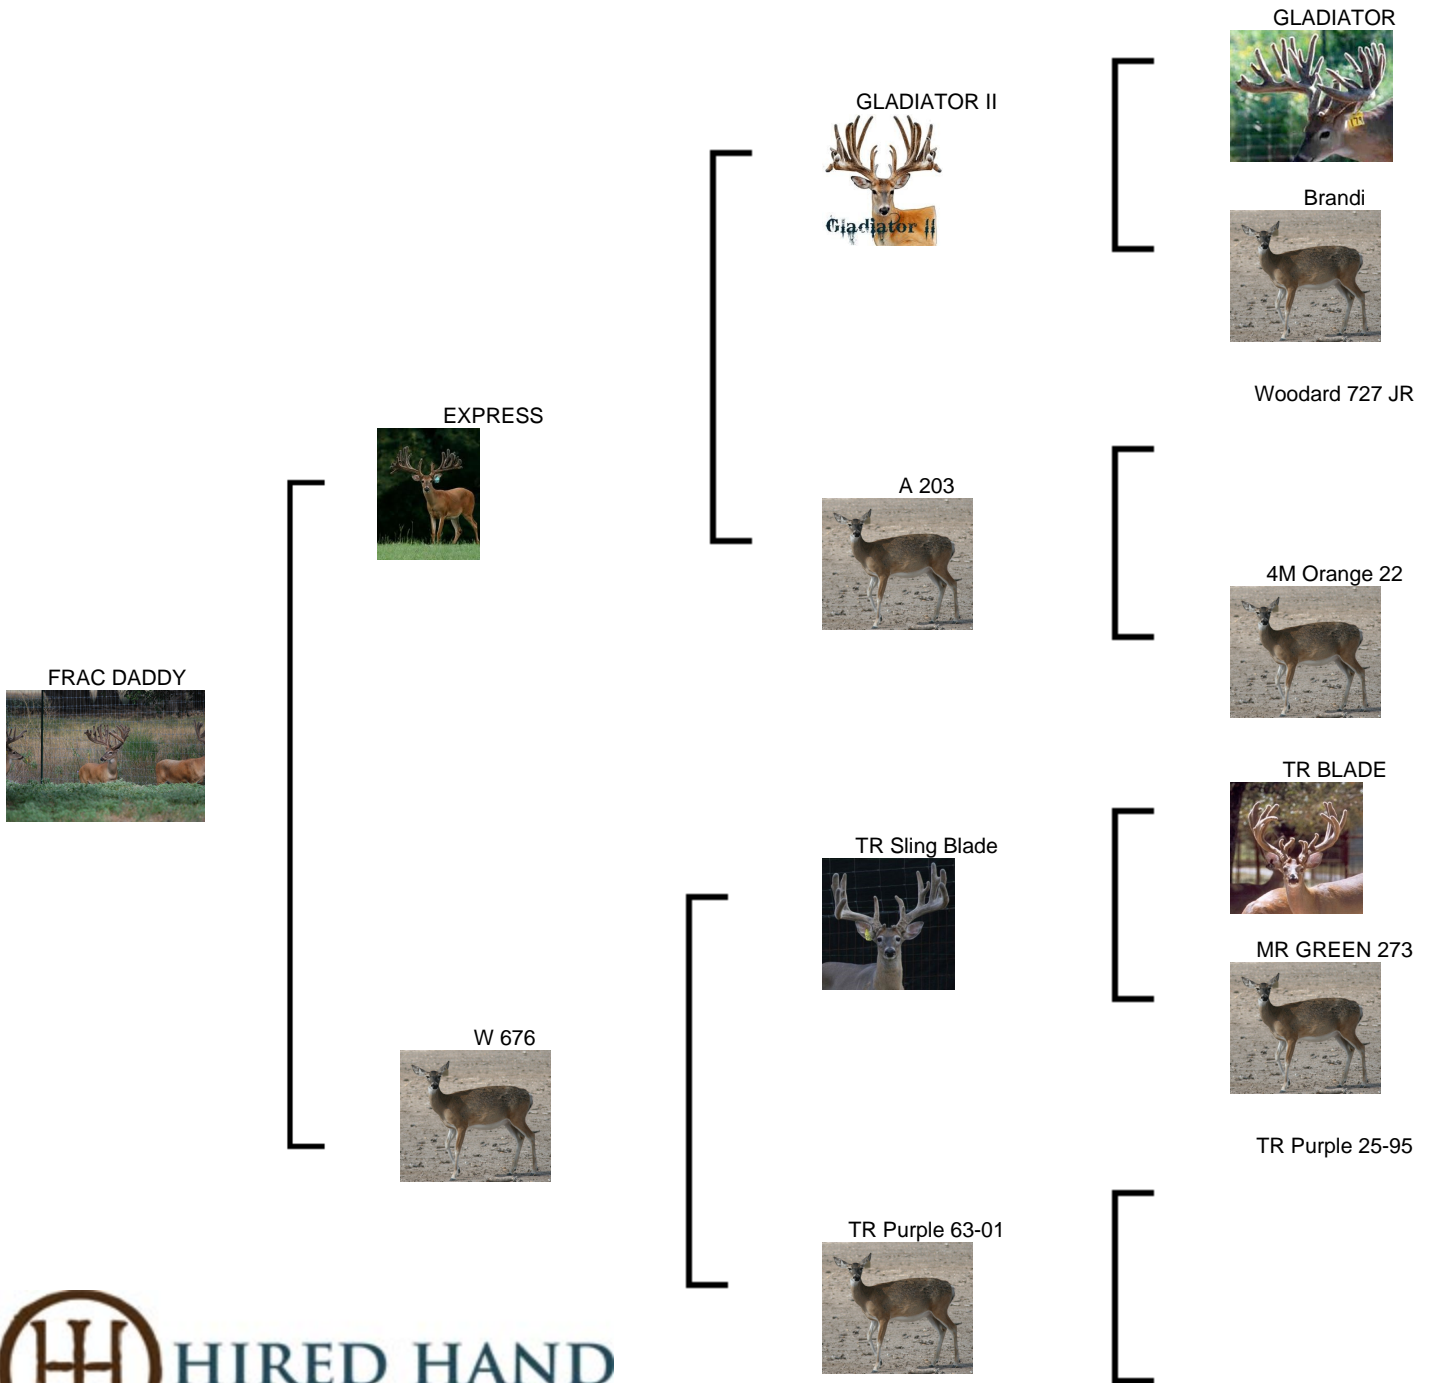 GLADIATOR
GLADIATOR II
Gladiator II
Brandi
Woodard 727 JR
EXPRESS
A 203
4M Orange 22
FRAC DADDY
TR BLADE
TR Sling Blade
MR GREEN 273
W 676
TR Purple 25-95
TR Purple 63-01
HIRED HAND